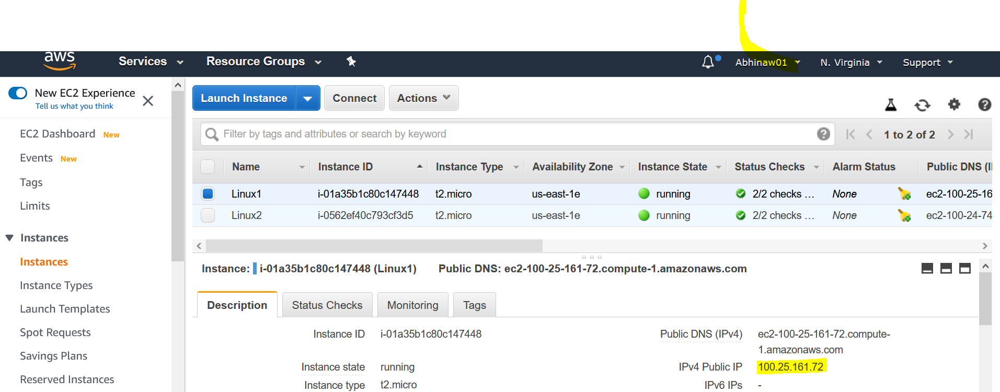 aws Services Resource Groups Abhinaw01 N. Virginia Support
New EC2 Experience
Tell us what you think
EC2 Dashboard New
Events New
Tags
Limits
Instances
Instances
Instance Types
Launch Templates
Spot Requests
Savings Plans
Reserved Instances
Launch Instance Connect Actions
Filter by tags and attributes or search by keyword 1 to 2 of 2
Name Instance ID Instance Type Availability Zone Instance State Status Checks Alarm Status Public DNS (I
Linux1 i-01a35b1c80c147448 t2.micro us-east-1e running 2/2 checks ... None ec2-100-25-16
Linux2 i-0562ef40c793cf3d5 t2.micro us-east-1e running 2/2 checks ... None ec2-100-24-74
Instance: i-01a35b1c80c147448 (Linux1) Public DNS: ec2-100-25-161-72.compute-1.amazonaws.com
Description Status Checks Monitoring Tags
Instance ID i-01a35b1c80c147448 Public DNS (IPv4) ec2-100-25-161-72.compute-
1.amazonaws.com
Instance state running IPv4 Public IP 100.25.161.72
Instance type t2.micro IPv6 IPs -